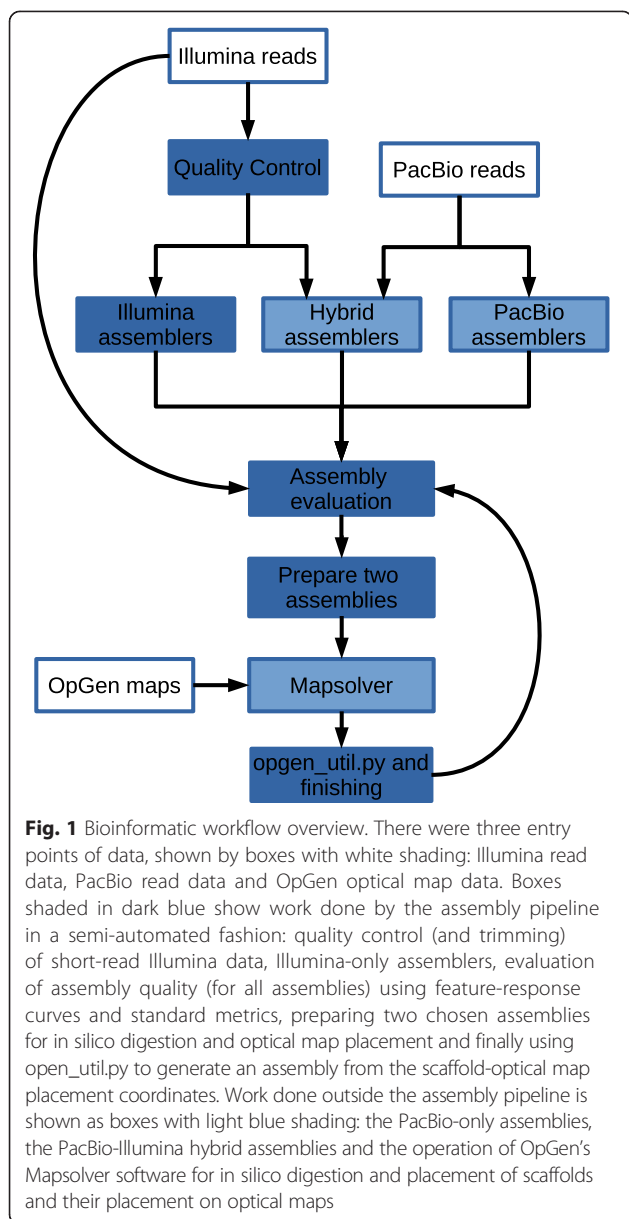 Illumina reads
Quality Control
PacBio reads
Illumina
assemblers
Hybrid
assemblers
PacBio
assemblers
Assembly
evaluation
Prepare two
assemblies
OpGen maps
Mapsolver
opgen_util.py and
finishing
Fig. 1 Bioinformatic workflow overview. There were three entry
points of data, shown by boxes with white shading: Illumina read
data, PacBio read data and OpGen optical map data. Boxes
shaded in dark blue show work done by the assembly pipeline
in a semi-automated fashion: quality control (and trimming)
of short-read Illumina data, Illumina-only assemblers, evaluation
of assembly quality (for all assemblies) using feature-response
curves and standard metrics, preparing two chosen assemblies
for in silico digestion and optical map placement and finally using
open_util.py to generate an assembly from the scaffold-optical map
placement coordinates. Work done outside the assembly pipeline is
shown as boxes with light blue shading: the PacBio-only assemblies,
the PacBio-Illumina hybrid assemblies and the operation of OpGen's
Mapsolver software for in silico digestion and placement of scaffolds
and their placement on optical maps